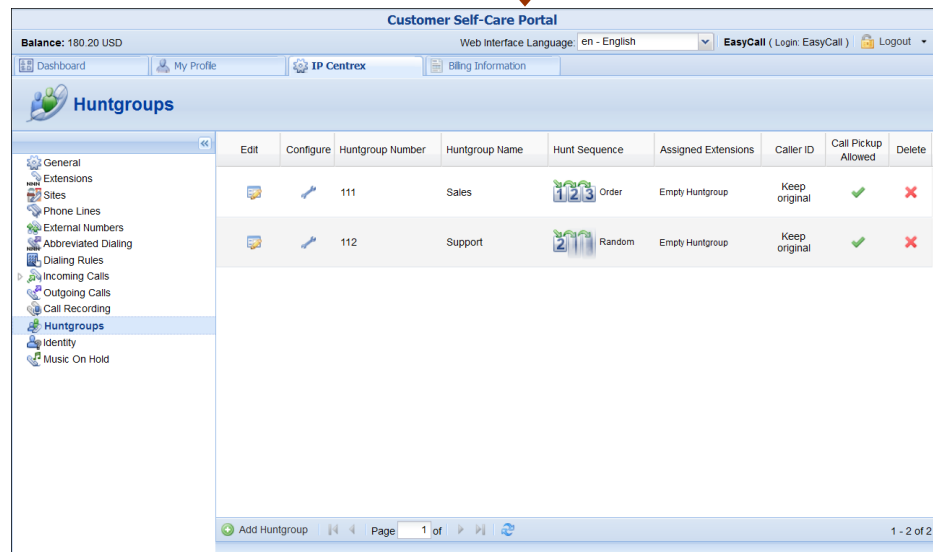 Customer Self-Care Portal
Balance: 180.20 USD Web Interface Language: en - English EasyCall ( Login: EasyCall ) Logout
Dashboard My Profile IP Centrex Billing Information
Huntgroups
General
Extensions
Sites
Phone Lines
External Numbers
Abbreviated Dialing
Dialing Rules
Incoming Calls
Outgoing Calls
Call Recording
Huntgroups
Identity
Music On Hold
Edit Configure Huntgroup Number Huntgroup Name Hunt Sequence Assigned Extensions Caller ID Call Pickup Allowed Delete
111 Sales 1 2 3 Order Empty Huntgroup Keep original
112 Support 2 Random Empty Huntgroup Keep original
Add Huntgroup Page 1 of 1 - 2 of 2